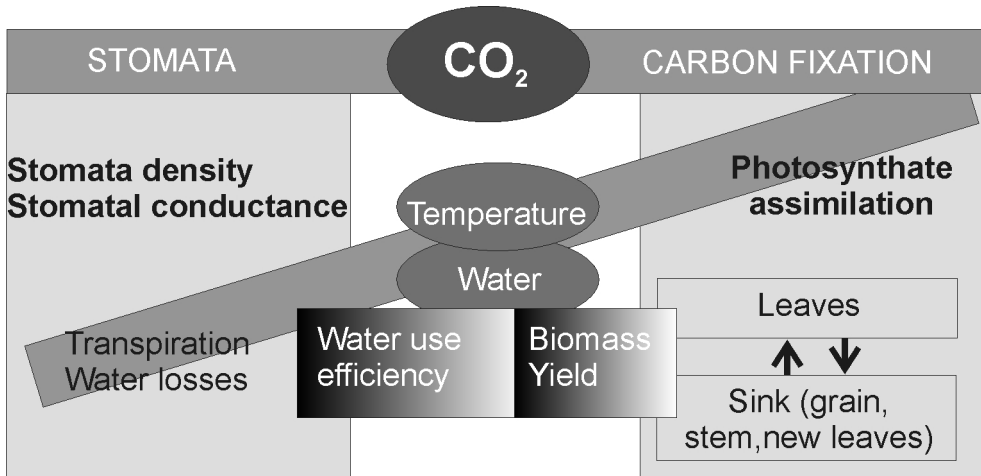 STOMATA
CO₂
CARBON FIXATION
Stomata density
Stomatal conductance
Photosynthate
assimilation
Temperature
Water
Leaves
Transpiration
Water losses
Water use
efficiency
Biomass
Yield
Sink (grain,
stem,new leaves)